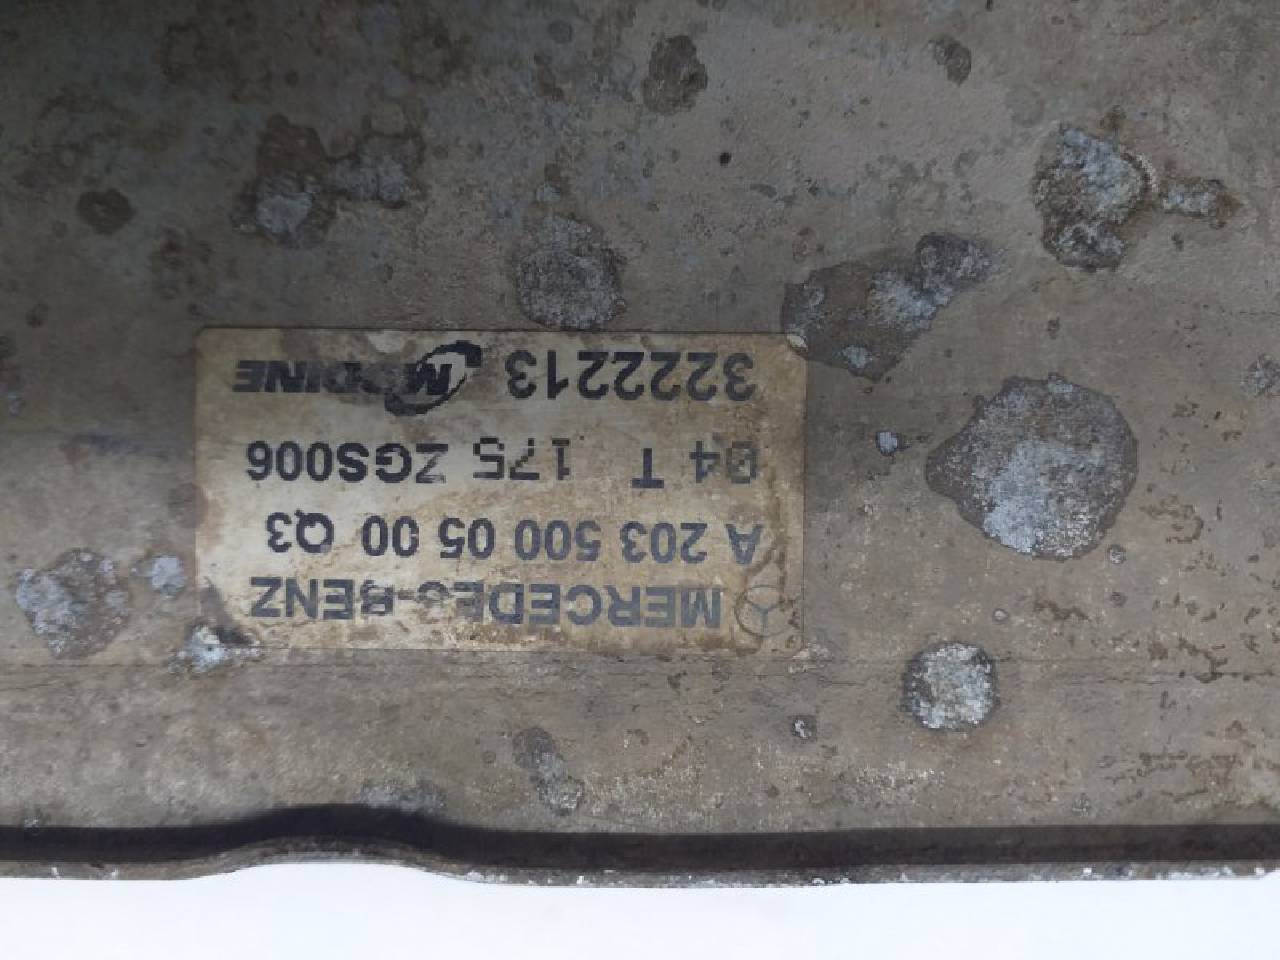 MERCEDES-BENZ
A 203 500 05 00 Q3
04 T 175 ZGS006
3222213 MODINE